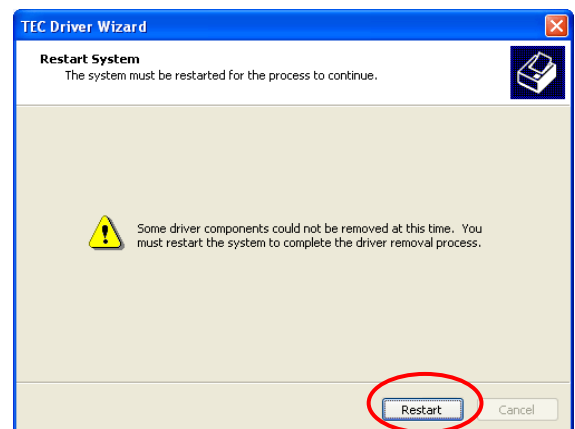 TEC Driver Wizard
Restart System
The system must be restarted for the process to continue.
Some driver components could not be removed at this time. You
must restart the system to complete the driver removal process.
Restart
Cancel